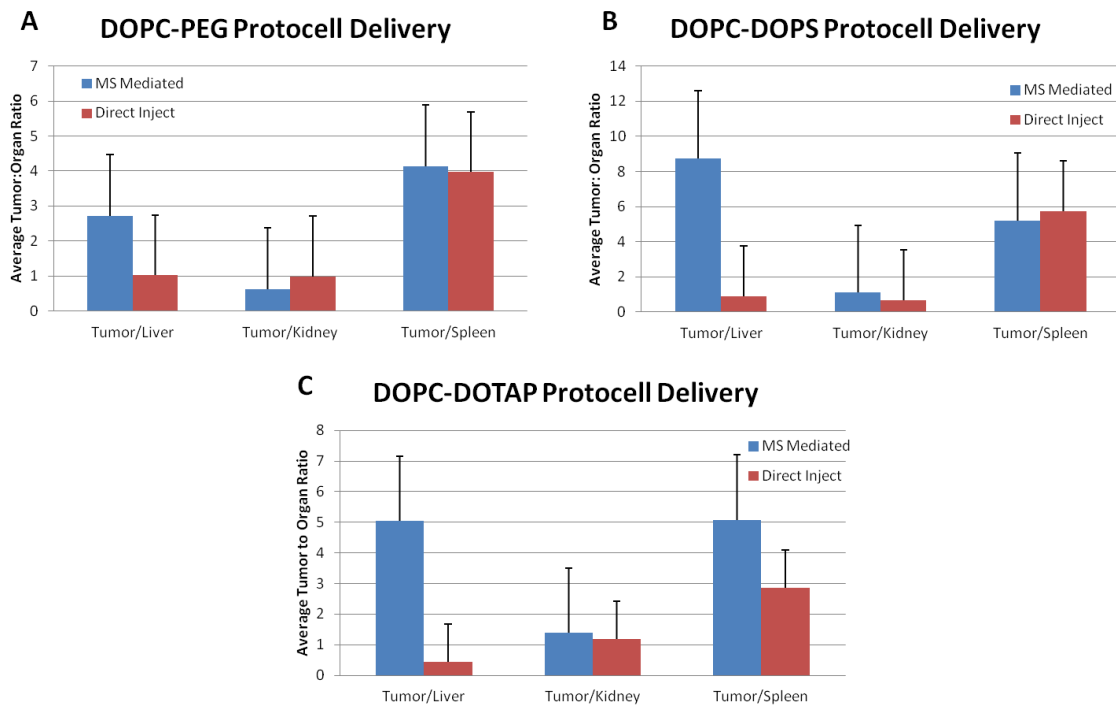 A
DOPC-PEG Protocell Delivery
Average Tumor:Organ Ratio
7
6
5
4
3
2
1
0
MS Mediated
Direct Inject
Tumor/Liver
Tumor/Kidney
Tumor/Spleen
B
DOPC-DOPS Protocell Delivery
Average Tumor: Organ Ratio
14
12
10
8
6
4
2
0
MS Mediated
Direct Inject
Tumor/Liver
Tumor/Kidney
Tumor/Spleen
C
DOPC-DOTAP Protocell Delivery
Average Tumor to Organ Ratio
8
7
6
5
4
3
2
1
0
MS Mediated
Direct Inject
Tumor/Liver
Tumor/Kidney
Tumor/Spleen